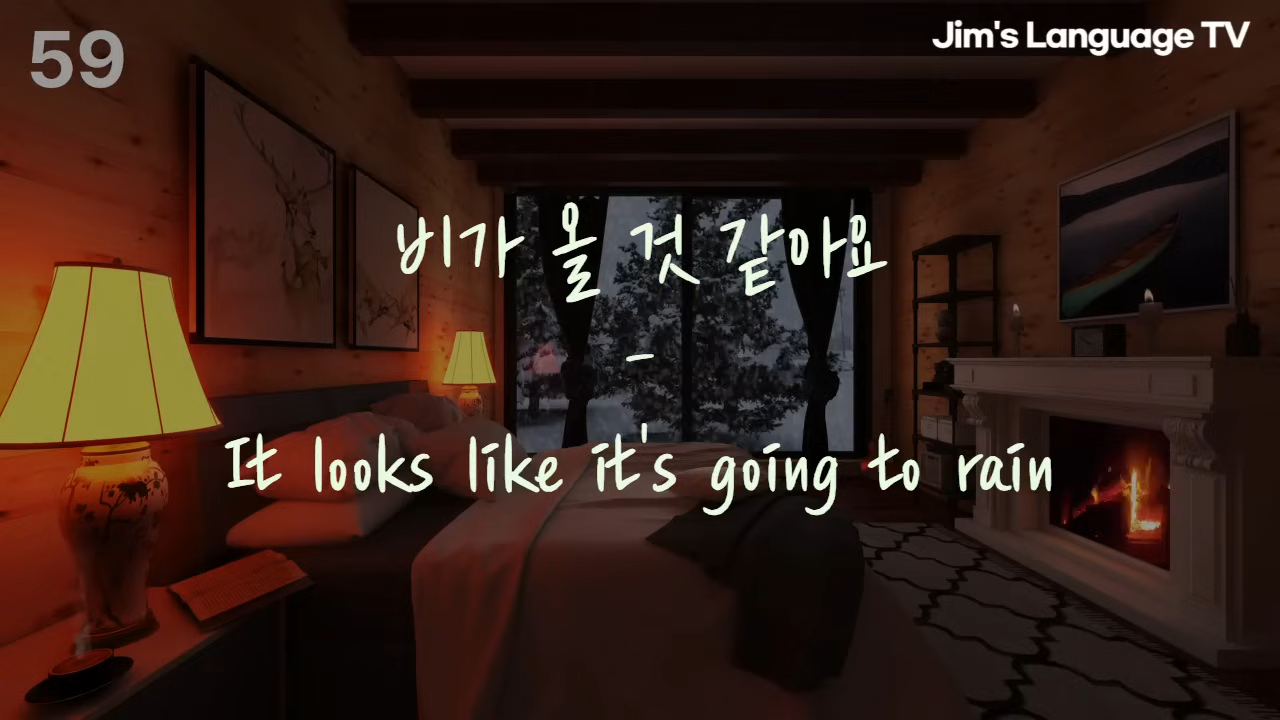 59
Jim's Language TV
비가 올 것 같아요
-
It looks like it's going to rain